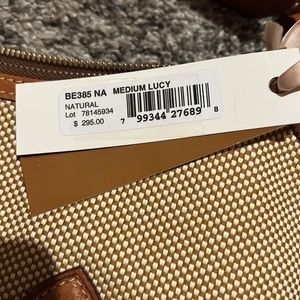 BE385 NA MEDIUM LUCY
NATURAL
Lot 78145934
$ 295.00
7 99344 27689 8